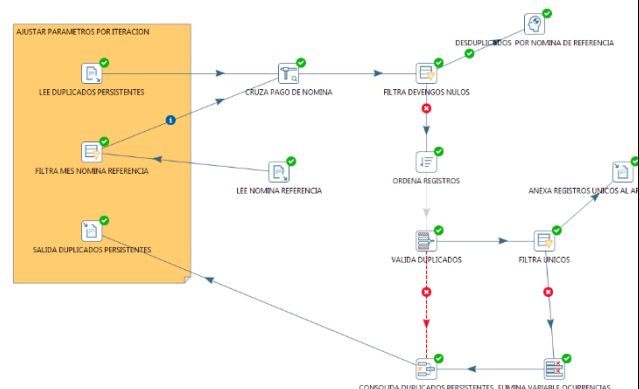 AJUSTAR PARAMETROS POR ITERACION
DESDUPLICADOS POR NOMINA DE REFERENCIA
LEE DUPLICADOS PERSISTENTES
CRUZA PAGO DE NOMINA
FILTRA DEVENGOS NULOS
FILTRA MES NOMINA REFERENCIA
LEE NOMINA REFERENCIA
ORDENA REGISTROS
ANEXA REGISTROS UNICOS AL
SALIDA DUPLICADOS PERSISTENTES
VALIDA DUPLICADOS
FILTRA UNICOS
CONSOLIDA DUPLICADOS PERSISTENTES
ELIMINA VARIABLE OCURRENCIAS